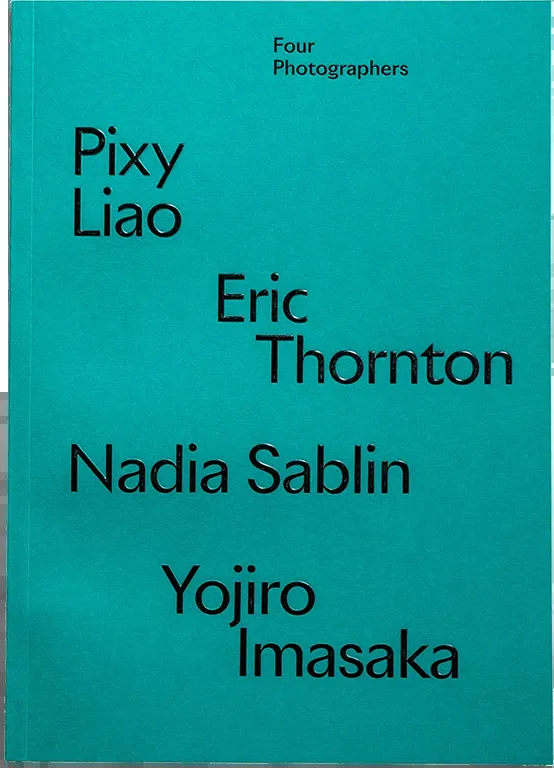 Four
Photographers
Pixy
Liao
Eric
Thornton
Nadia Sablin
Yojiro
Imasaka